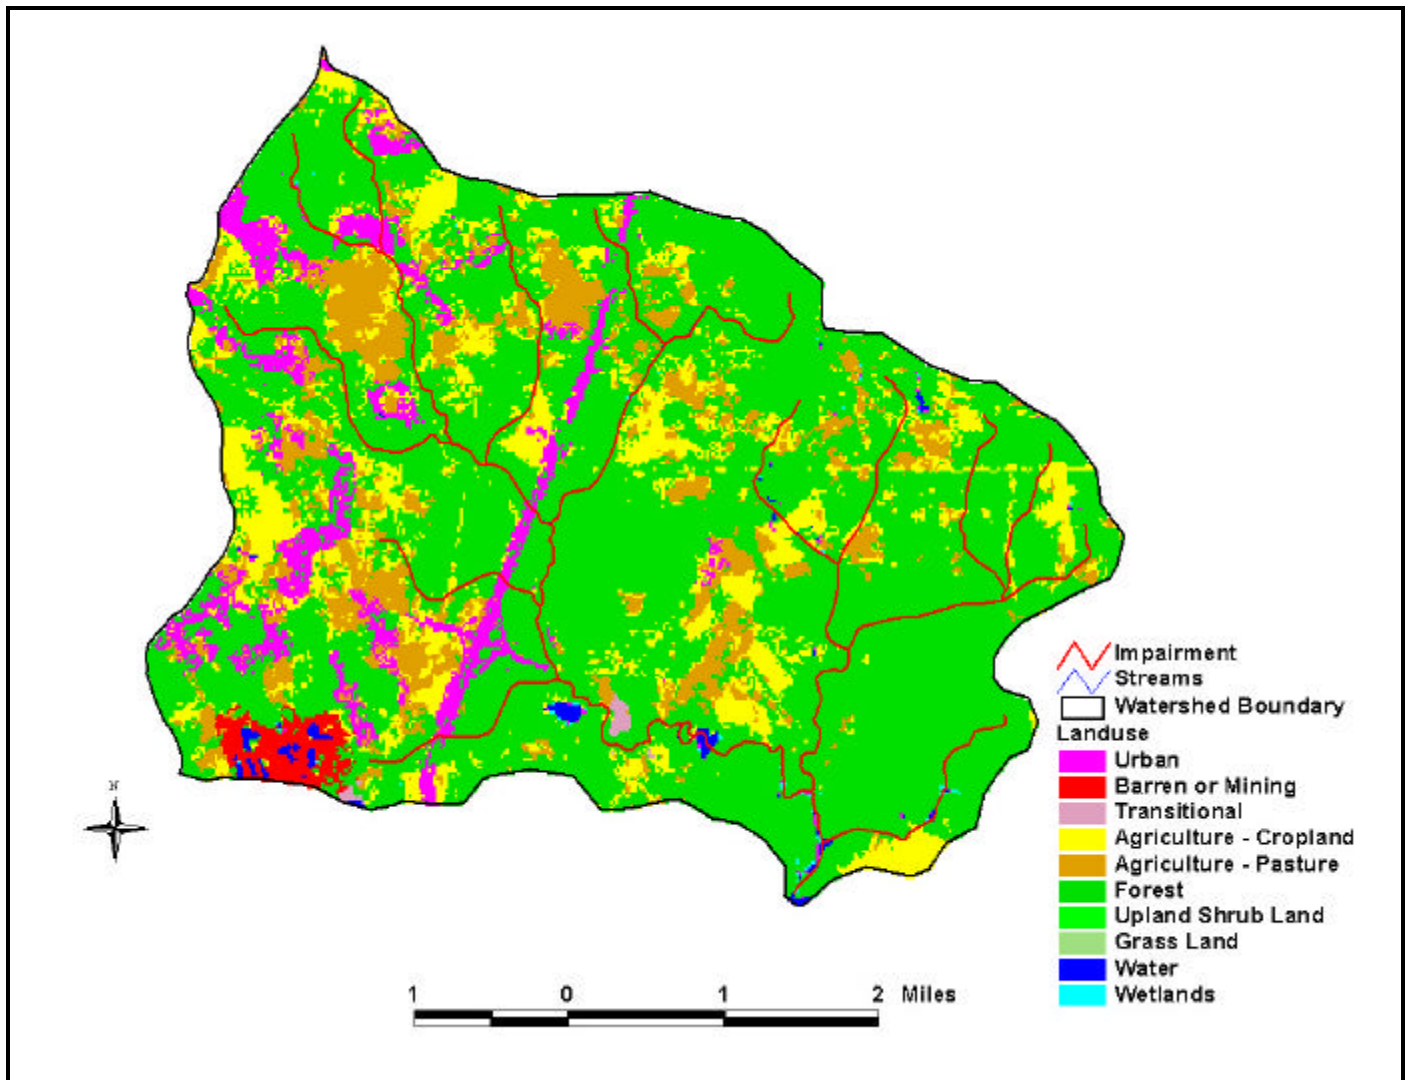 Impairment
Streams
Watershed Boundary
Landuse
Urban
Barren or Mining
Transitional
Agriculture - Cropland
Agriculture - Pasture
Forest
Upland Shrub Land
Grass Land
Water
Wetlands
N
1 0 1 2 Miles